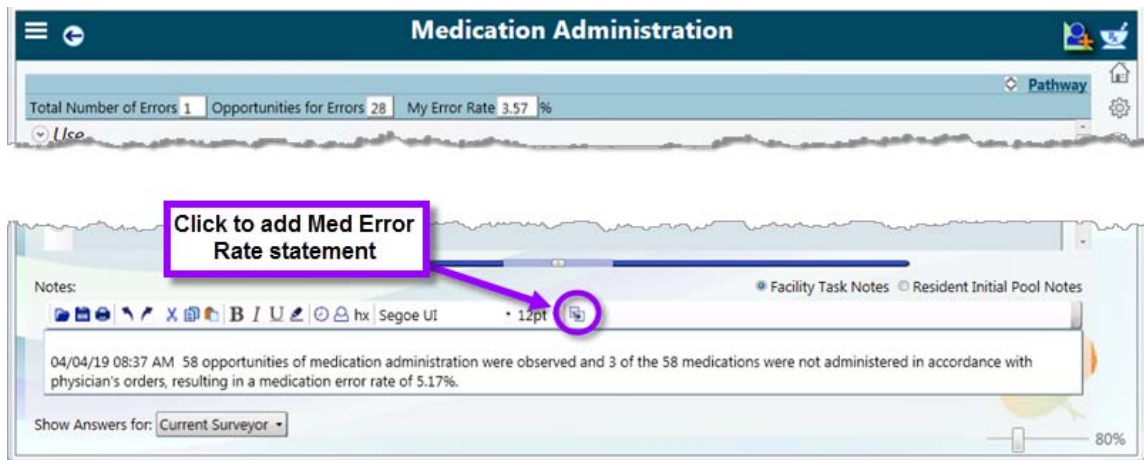 Medication Administration
Pathway
Total Number of Errors 1 Opportunities for Errors 28 My Error Rate 3.57 %
Use
Click to add Med Error
Rate statement
Notes:
Facility Task Notes Resident Initial Pool Notes
B I U hx Segoe UI 12pt
04/04/19 08:37 AM 58 opportunities of medication administration were observed and 3 of the 58 medications were not administered in accordance with
physician's orders, resulting in a medication error rate of 5.17%.
Show Answers for: Current Surveyor
80%